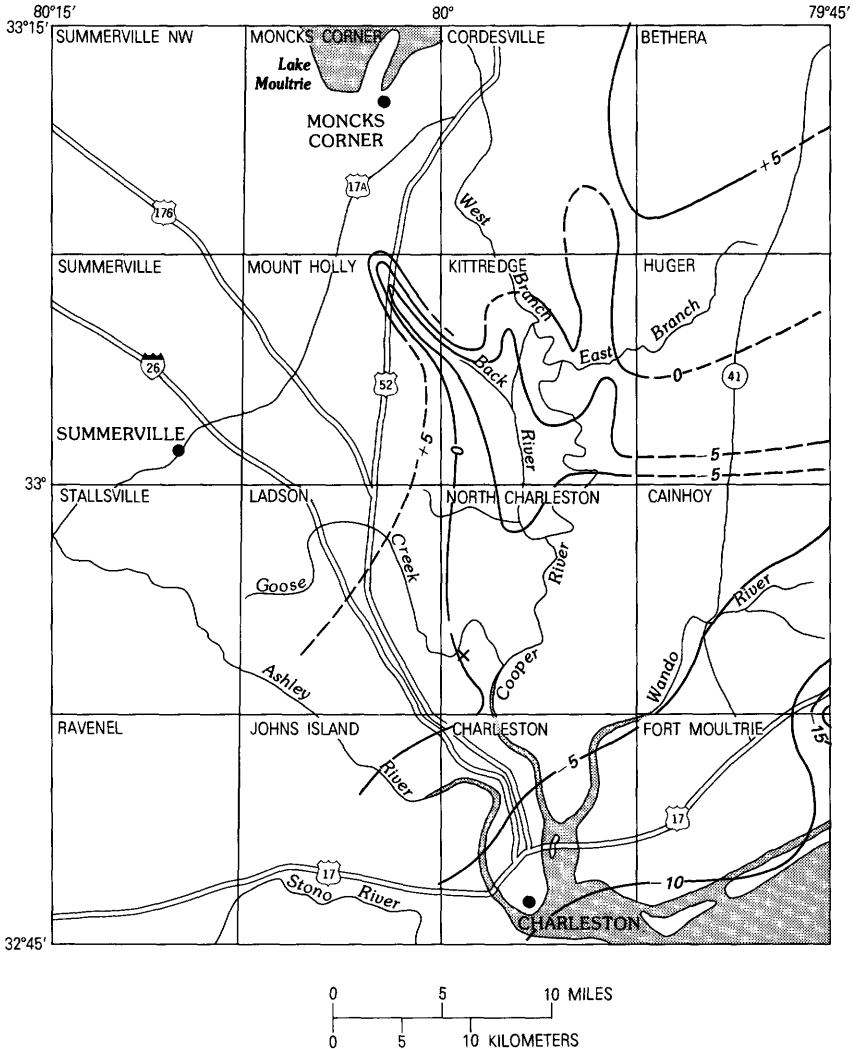 80°15'
80°
79°45'
33°15'
SUMMERVILLE NW
MONCKS CORNER
CORDESVILLE
BETHERA
Lake
Moultrie
MONCKS
CORNER
+5
17A
West
176
SUMMERVILLE
MOUNT HOLLY
KITTREDGE
HUGER
Branch
Branch
East
26
Back
0
41
52
SUMMERVILLE
+5
0
River
5
5
33°
STALLSVILLE
LADSON
NORTH CHARLESTON
CAINHOY
Creek
River
Goose
River
Cooper
Wando
Ashley
RAVENEL
JOHNS ISLAND
CHARLESTON
FORT MOULTRIE
-15
River
-5
17
17
Stono
River
-10
CHARLESTON
32°45'
0 5 10 MILES
0 5 10 KILOMETERS